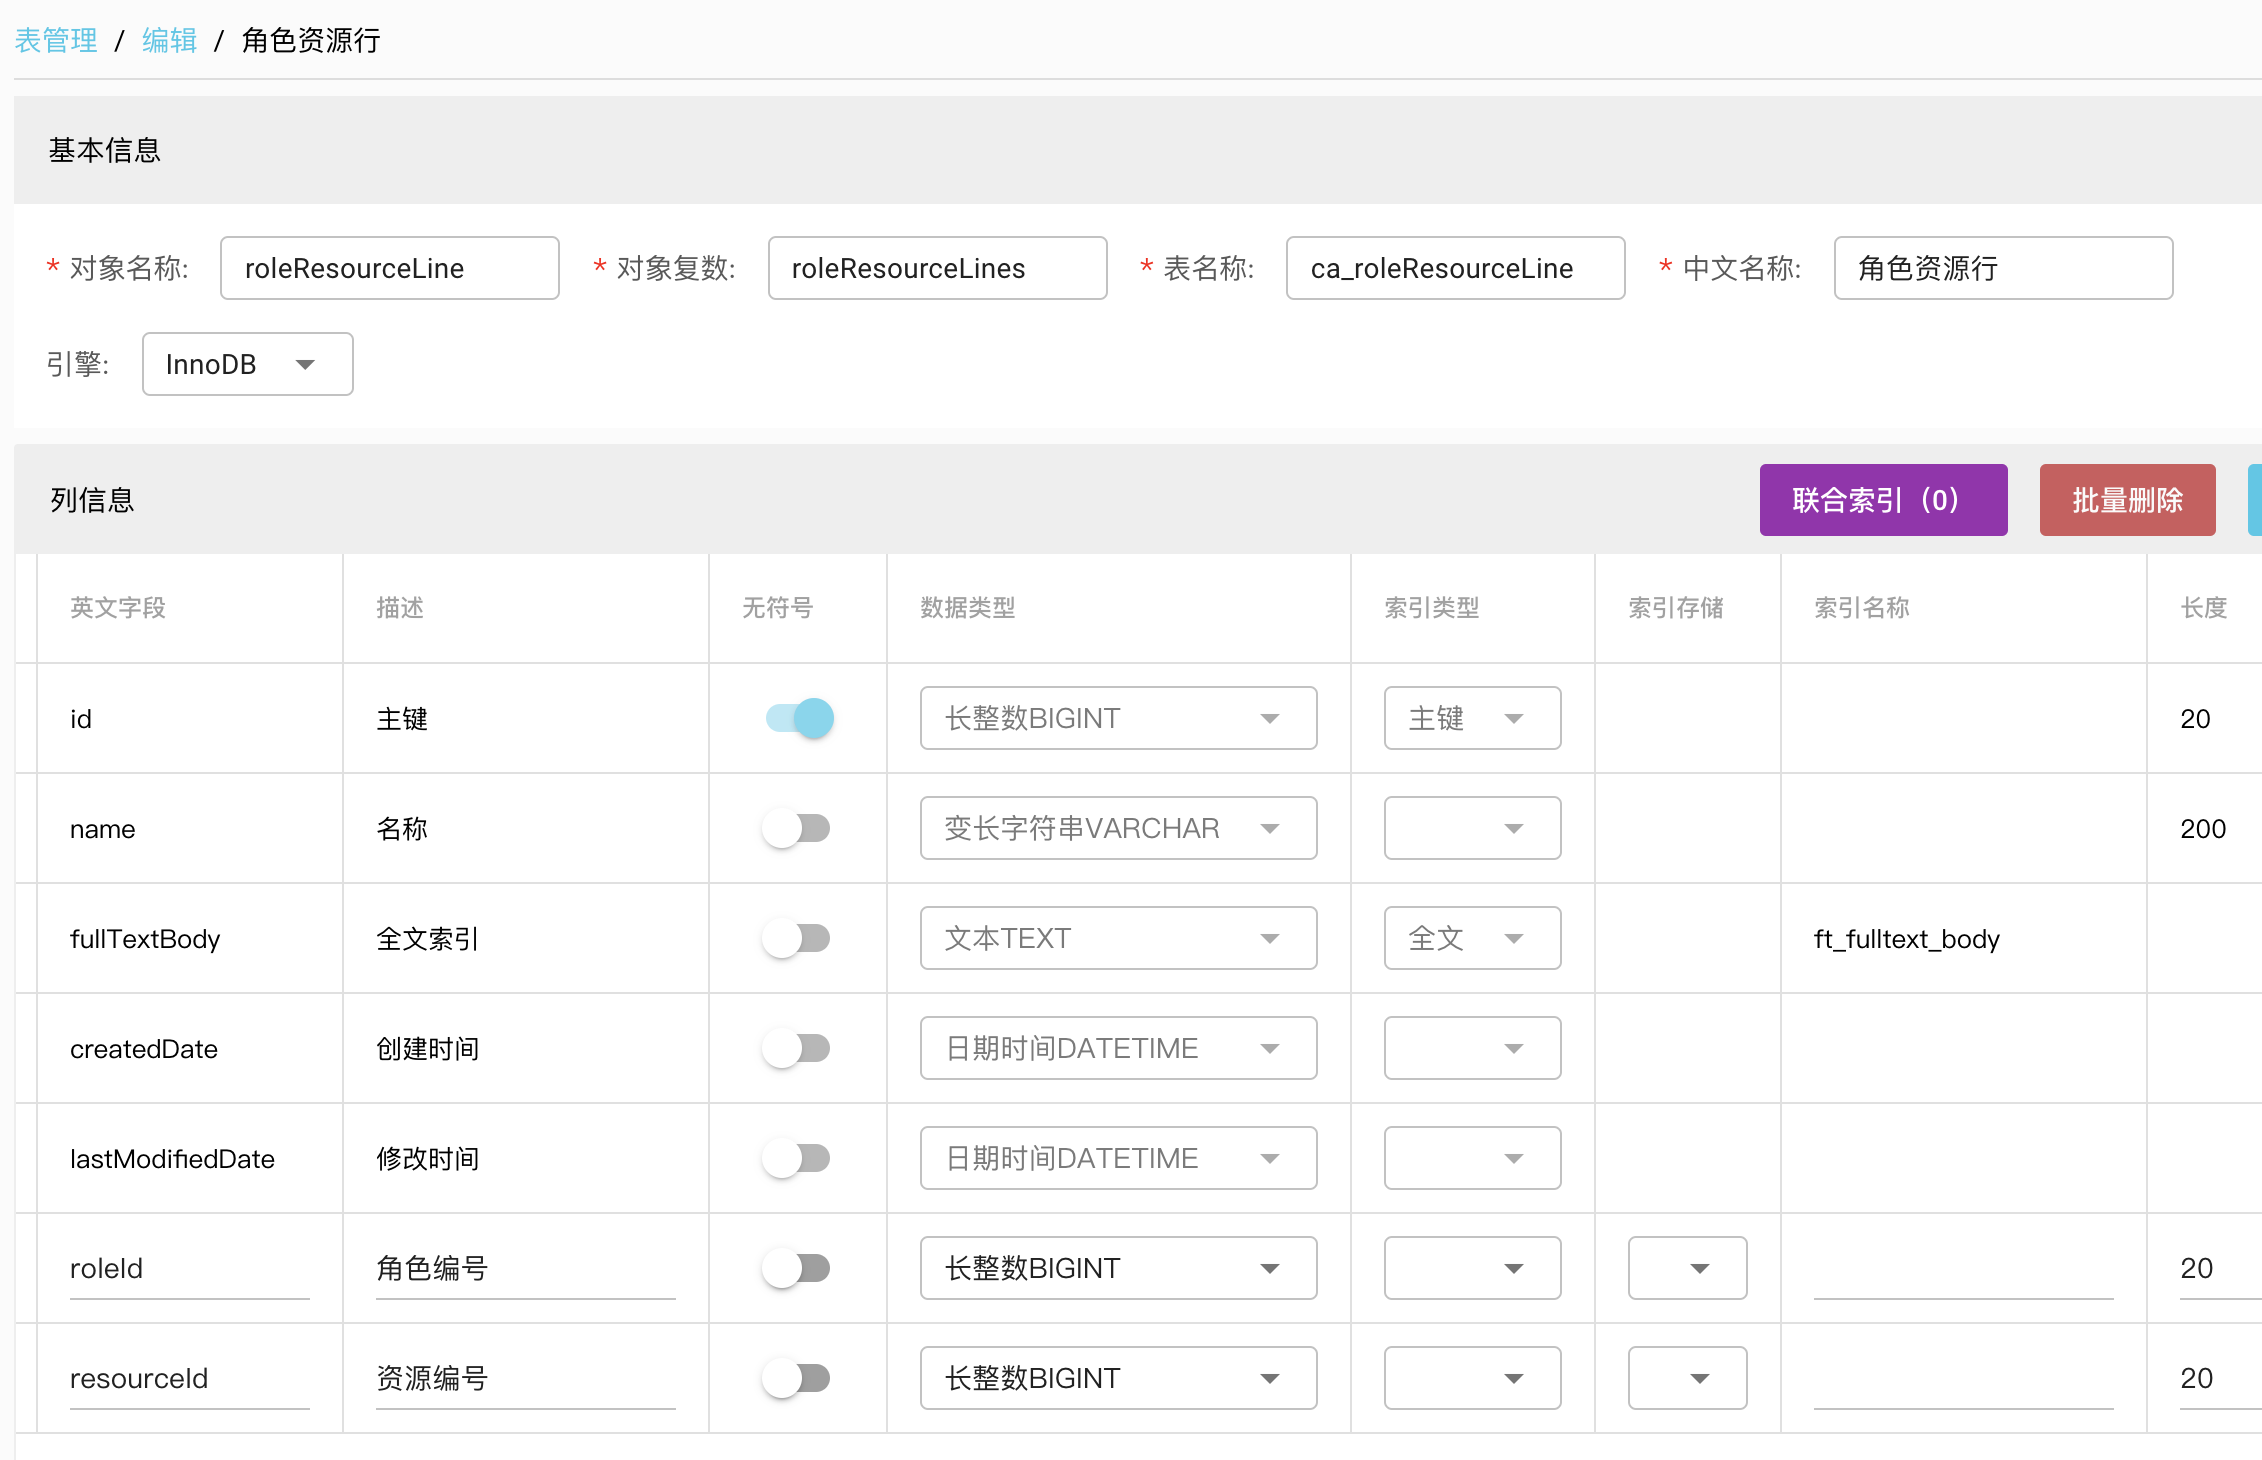 表管理 / 编辑 / 角色资源行
基本信息
* 对象名称: roleResourceLine * 对象复数: roleResourceLines * 表名称: ca_roleResourceLine * 中文名称: 角色资源行
引擎: InnoDB
列信息 联合索引（0） 批量删除
英文字段 描述 无符号 数据类型 索引类型 索引存储 索引名称 长度
id 主键 长整数BIGINT 主键 20
name 名称 变长字符串VARCHAR 200
fullTextBody 全文索引 文本TEXT 全文 ft_fulltext_body
createdDate 创建时间 日期时间DATETIME
lastModifiedDate 修改时间 日期时间DATETIME
roleId 角色编号 长整数BIGINT 20
resourceId 资源编号 长整数BIGINT 20